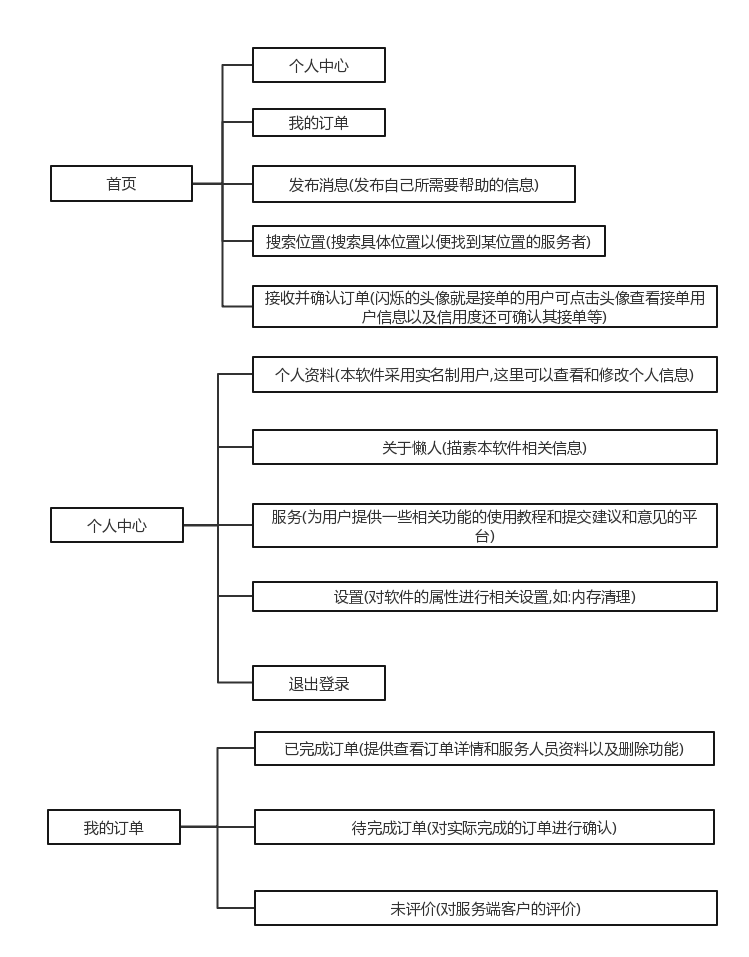 个人中心
我的订单
首页
发布消息(发布自己所需要帮助的信息)
搜索位置(搜索具体位置以便找到某位置的服务者)
接收并确认订单(闪烁的头像就是接单的用户可点击头像查看接单用
户信息以及信用度还可确认其接单等)
个人资料(本软件采用实名制用户,这里可以查看和修改个人信息)
关于懒人(描素本软件相关信息)
个人中心
服务(为用户提供一些相关功能的使用教程和提交建议和意见的平
台)
设置(对软件的属性进行相关设置,如:内存清理)
退出登录
已完成订单(提供查看订单详情和服务人员资料以及删除功能)
我的订单
待完成订单(对实际完成的订单进行确认)
未评价(对服务端客户的评价)